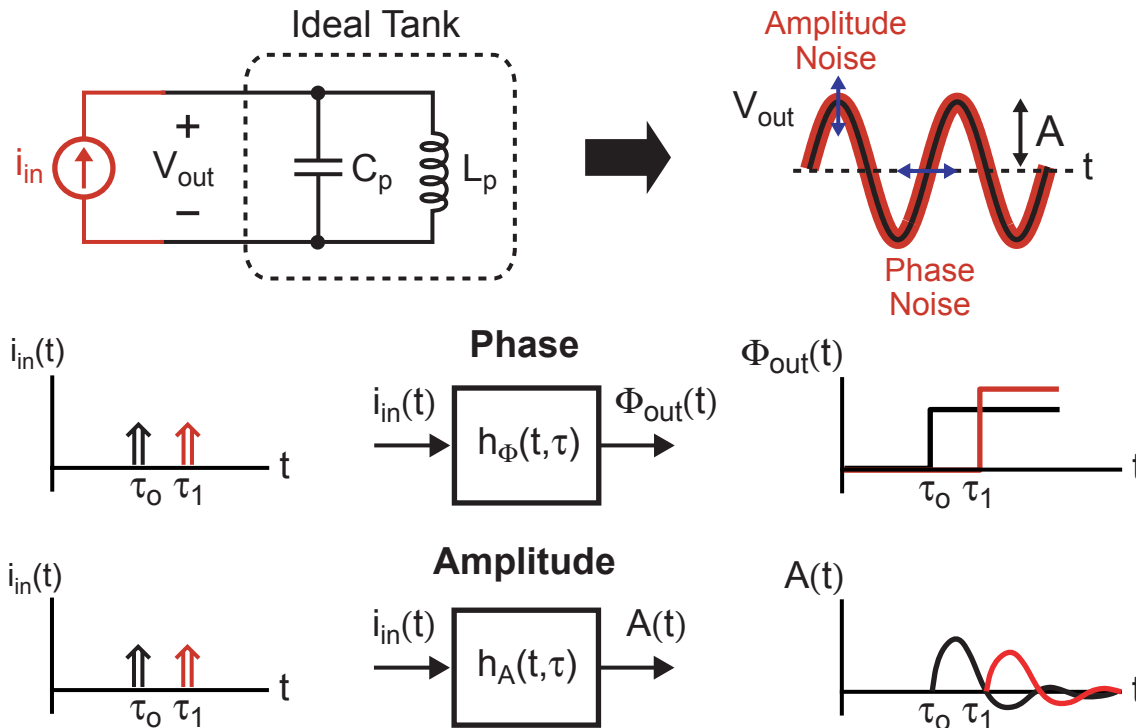 Ideal Tank
Amplitude
Noise
i_in
+
V_out
−
C_p
L_p
V_out
A
t
Phase
Noise
Phase
i_in(t)
τ_o τ_1
t
i_in(t)
h_Φ(t,τ)
Φ_out(t)
Φ_out(t)
τ_o τ_1
t
Amplitude
i_in(t)
τ_o τ_1
t
i_in(t)
h_A(t,τ)
A(t)
A(t)
τ_o τ_1
t